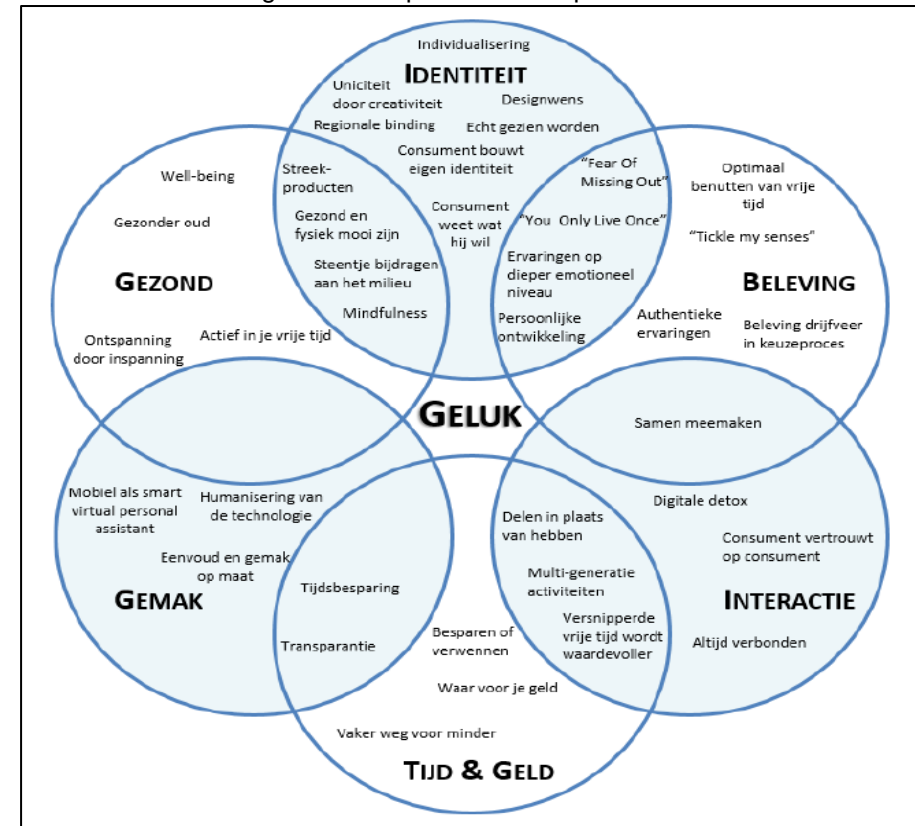 Individualisering
IDENTITEIT
Uniciteit
door creativiteit
Designwens
Regionale binding
Echt gezien worden
Consument bouwt
eigen identiteit
Well-being
Streek-
producten
"Fear Of
Missing Out"
Optimaal
benutten van vrije
tijd
Gezonder oud
Gezond en
fysiek mooi zijn
Consument
weet wat
hij wil
"You Only Live Once"
"Tickle my senses"
GEZOND
Steentje bijdragen
aan het milieu
Ervaringen op
dieper emotioneel
niveau
BELEVING
Mindfulness
Persoonlijke
ontwikkeling
Authentieke
ervaringen
Beleving drijfveer
in keuzeproces
Ontspanning
door inspanning
Actief in je vrije tijd
GELUK
Samen meemaken
Mobiel als smart
virtual personal
assistant
Humanisering van
de technologie
Delen in plaats
van hebben
Digitale detox
Consument vertrouwt
op consument
Eenvoud en gemak
op maat
Tijdsbesparing
Multi-generatie
activiteiten
GEMAK
INTERACTIE
Transparantie
Besparen of
verwennen
Versnipperde
vrije tijd wordt
waardevoller
Altijd verbonden
Waar voor je geld
Vaker weg voor minder
TIJD & GELD